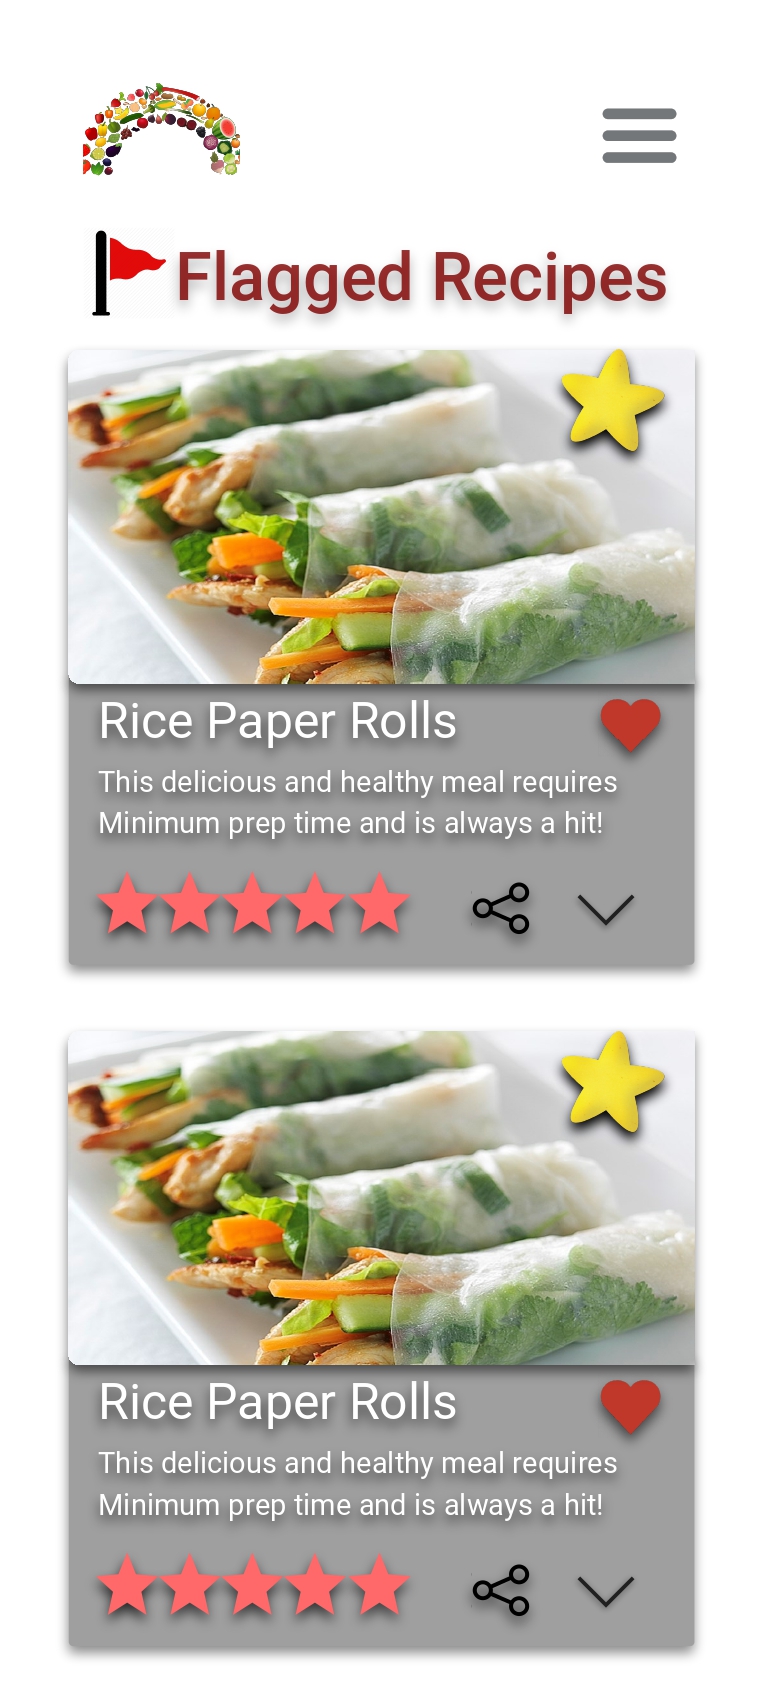 Flagged Recipes
Rice Paper Rolls
This delicious and healthy meal requires
Minimum prep time and is always a hit!
Rice Paper Rolls
This delicious and healthy meal requires
Minimum prep time and is always a hit!